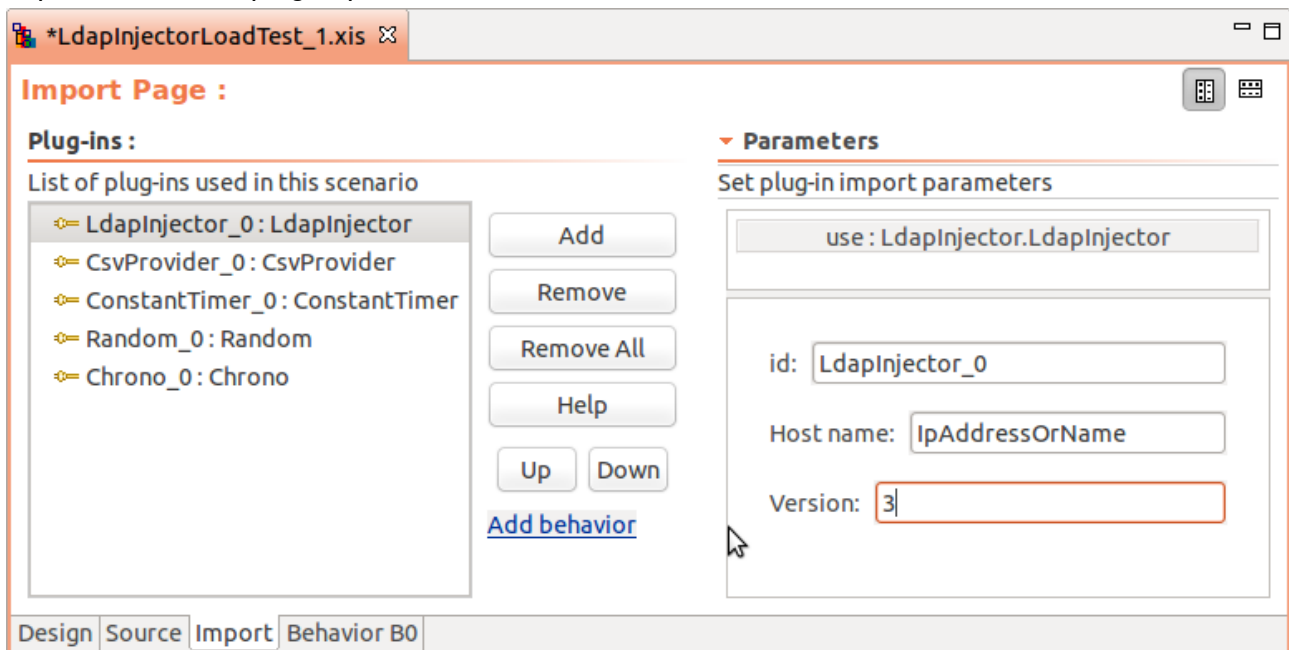 *LdapInjectorLoadTest_1.xis
Import Page :
Plug-ins :
List of plug-ins used in this scenario
LdapInjector_0 : LdapInjector
CsvProvider_0 : CsvProvider
ConstantTimer_0 : ConstantTimer
Random_0 : Random
Chrono_0 : Chrono
Add
Remove
Remove All
Help
Up Down
Add behavior
Parameters
Set plug-in import parameters
use : LdapInjector.LdapInjector
id: LdapInjector_0
Host name: IpAddressOrName
Version: 3
Design Source Import Behavior B0